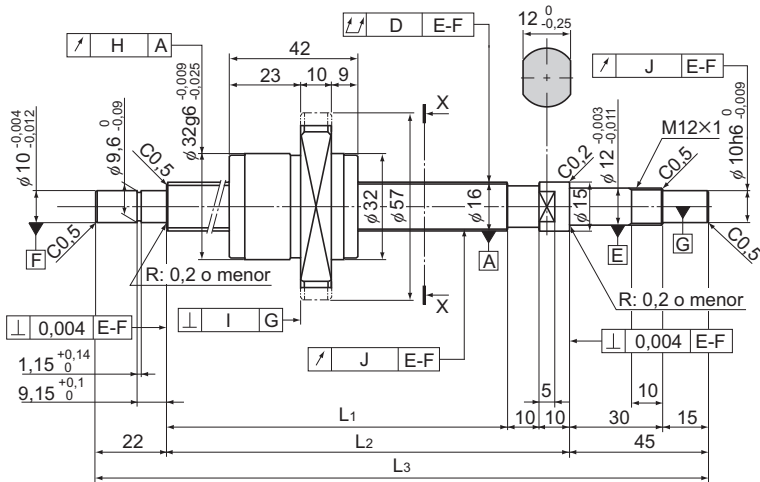 12 0 -0,25
⌰ D E-F
↗ H A
42
23 10 9
X
↗ J E-F
M12×1
C0,5
φ10 -0,004 -0,012
φ9,6 0 -0,09
C0,5
φ32g6 -0,009 -0,025
φ32
φ57
φ16
C0,2
φ15
φ12 -0,003 -0,011
φ10h6 0 -0,009
F
C0,5
A
E
G
C0,5
R: 0,2 o menor
R: 0,2 o menor
X
⊥ 0,004 E-F
⊥ I G
⊥ 0,004 E-F
↗ J E-F
1,15 +0,14 0
9,15 +0,1 0
5
10
L1
10 10
30
15
22
L2
45
L3